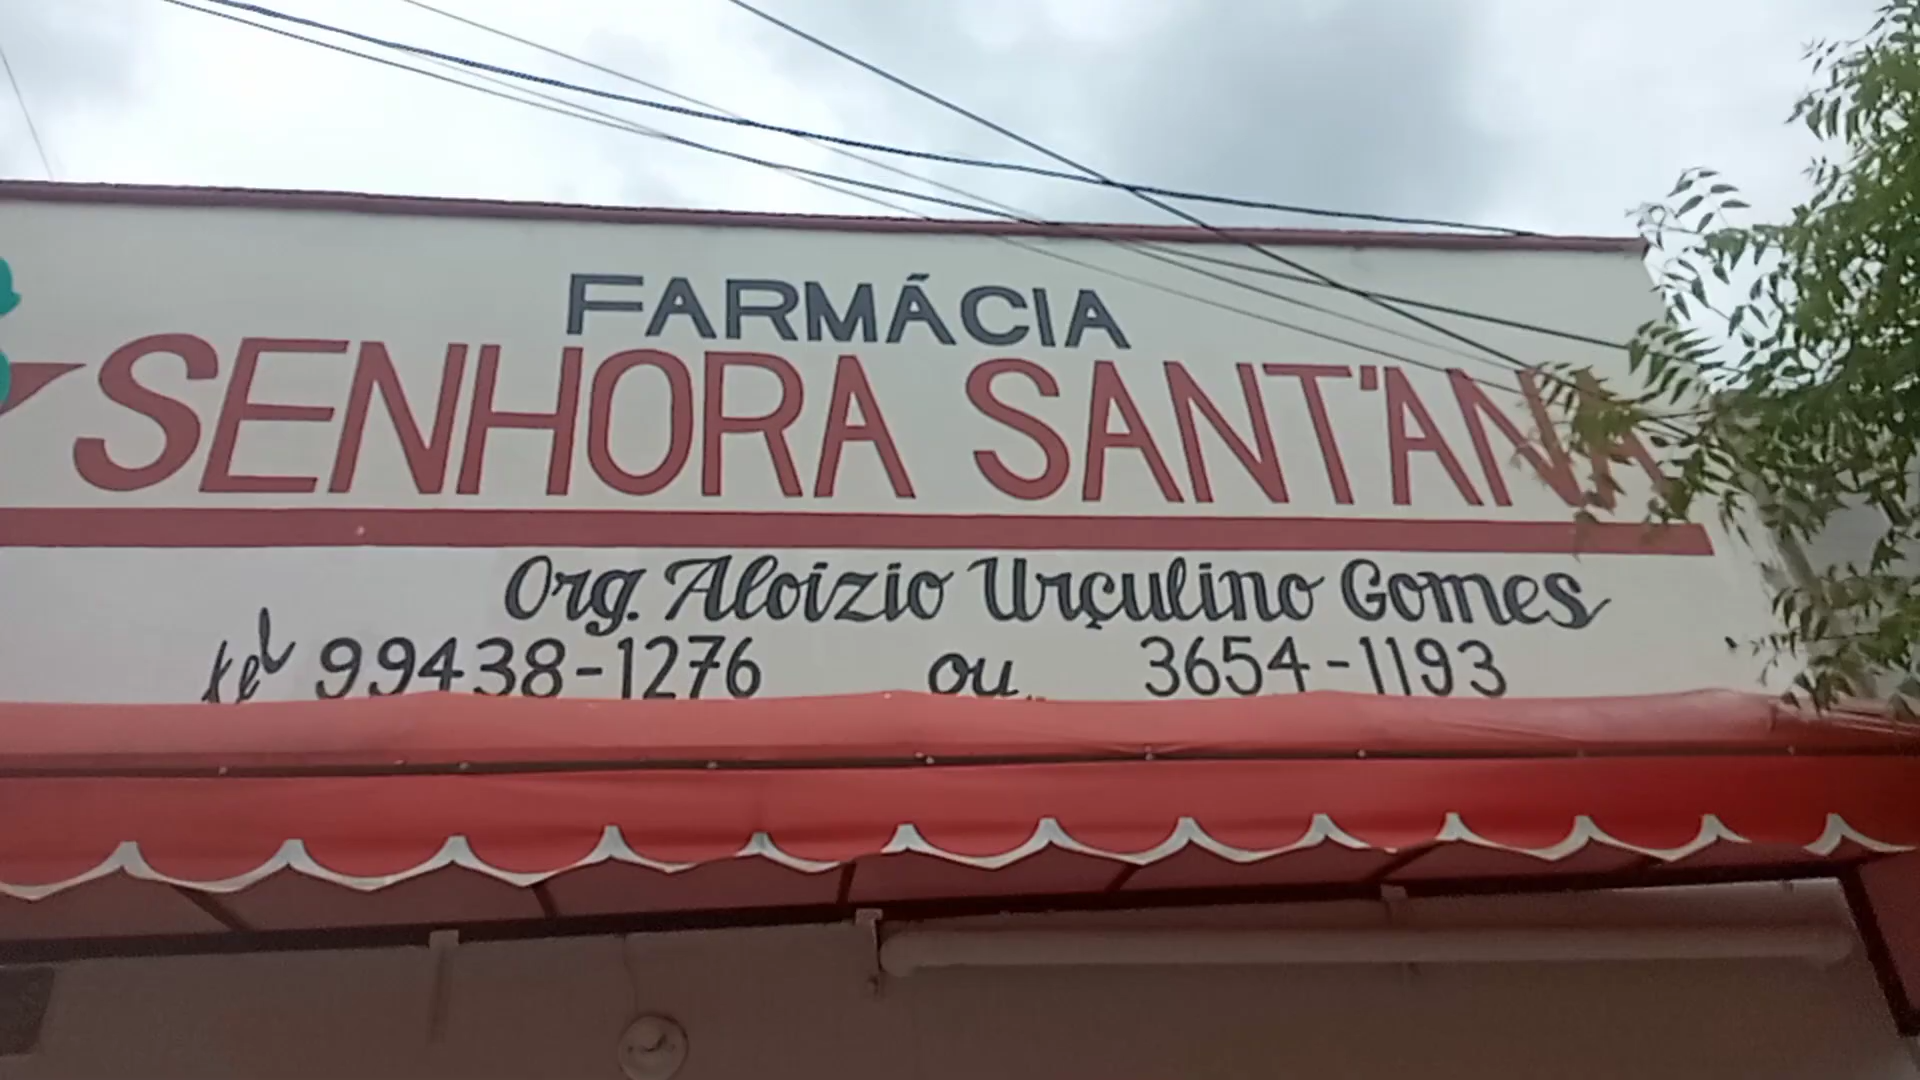 FARMÁCIA
SENHORA SANT'ANA
Org. Aloizio Urçulino Gomes
tel 99438-1276 ou 3654-1193